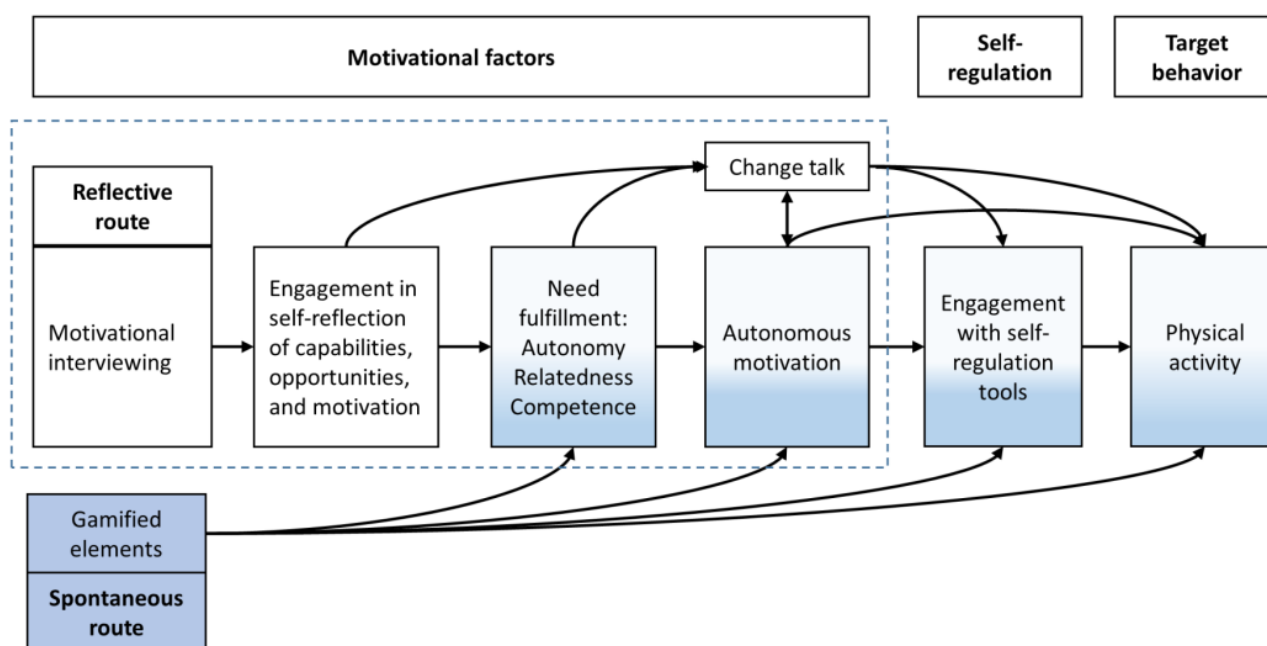 Motivational factors
Self-
regulation
Target
behavior
Change talk
Reflective
route
Motivational
interviewing
Engagement in
self-reflection
of capabilities,
opportunities,
and motivation
Need
fulfillment:
Autonomy
Relatedness
Competence
Autonomous
motivation
Engagement
with self-
regulation
tools
Physical
activity
Gamified
elements
Spontaneous
route